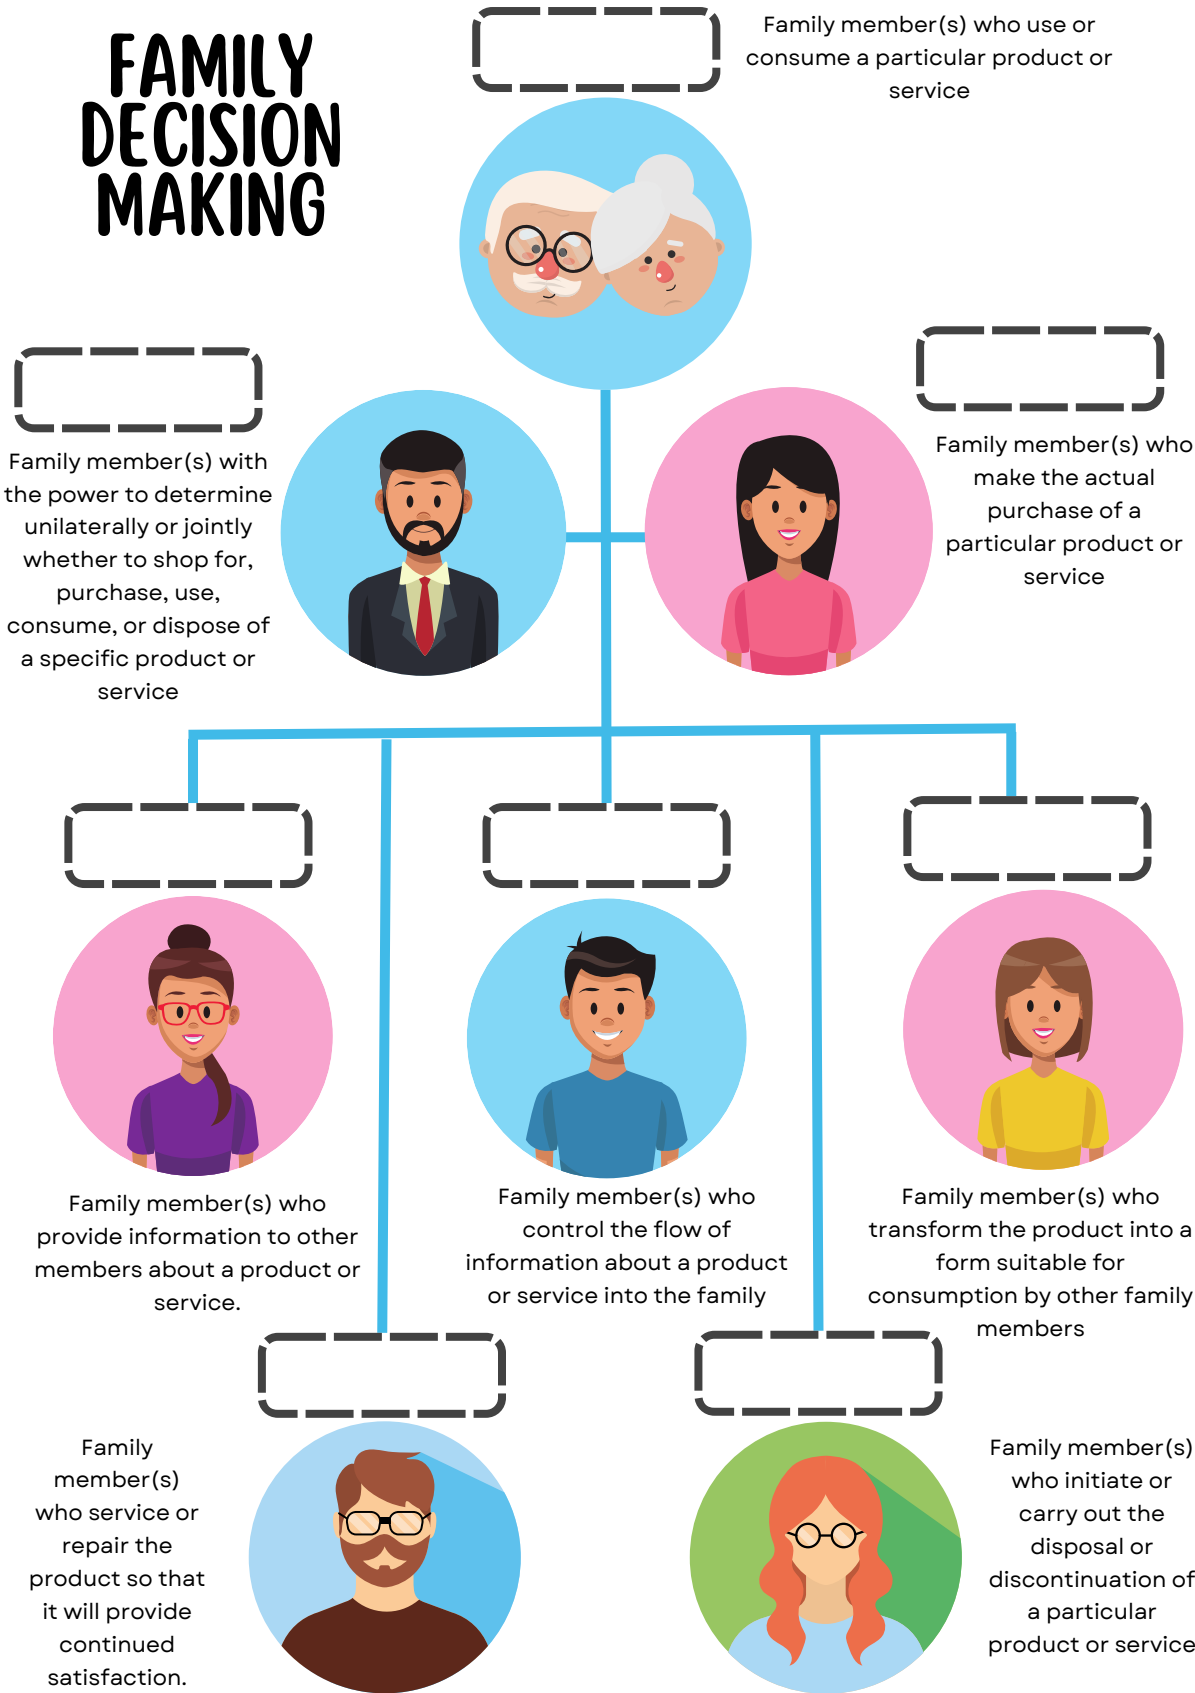 FAMILY
DECISION
MAKING
Family member(s) who use or
consume a particular product or
service
Family member(s) with
the power to determine
unilaterally or jointly
whether to shop for,
purchase, use,
consume, or dispose of
a specific product or
service
Family member(s) who
make the actual
purchase of a
particular product or
service
Family member(s) who
provide information to other
members about a product or
service.
Family member(s) who
control the flow of
information about a product
or service into the family
Family member(s) who
transform the product into a
form suitable for
consumption by other family
members
Family
member(s)
who service or
repair the
product so that
it will provide
continued
satisfaction.
Family member(s)
who initiate or
carry out the
disposal or
discontinuation of
a particular
product or service